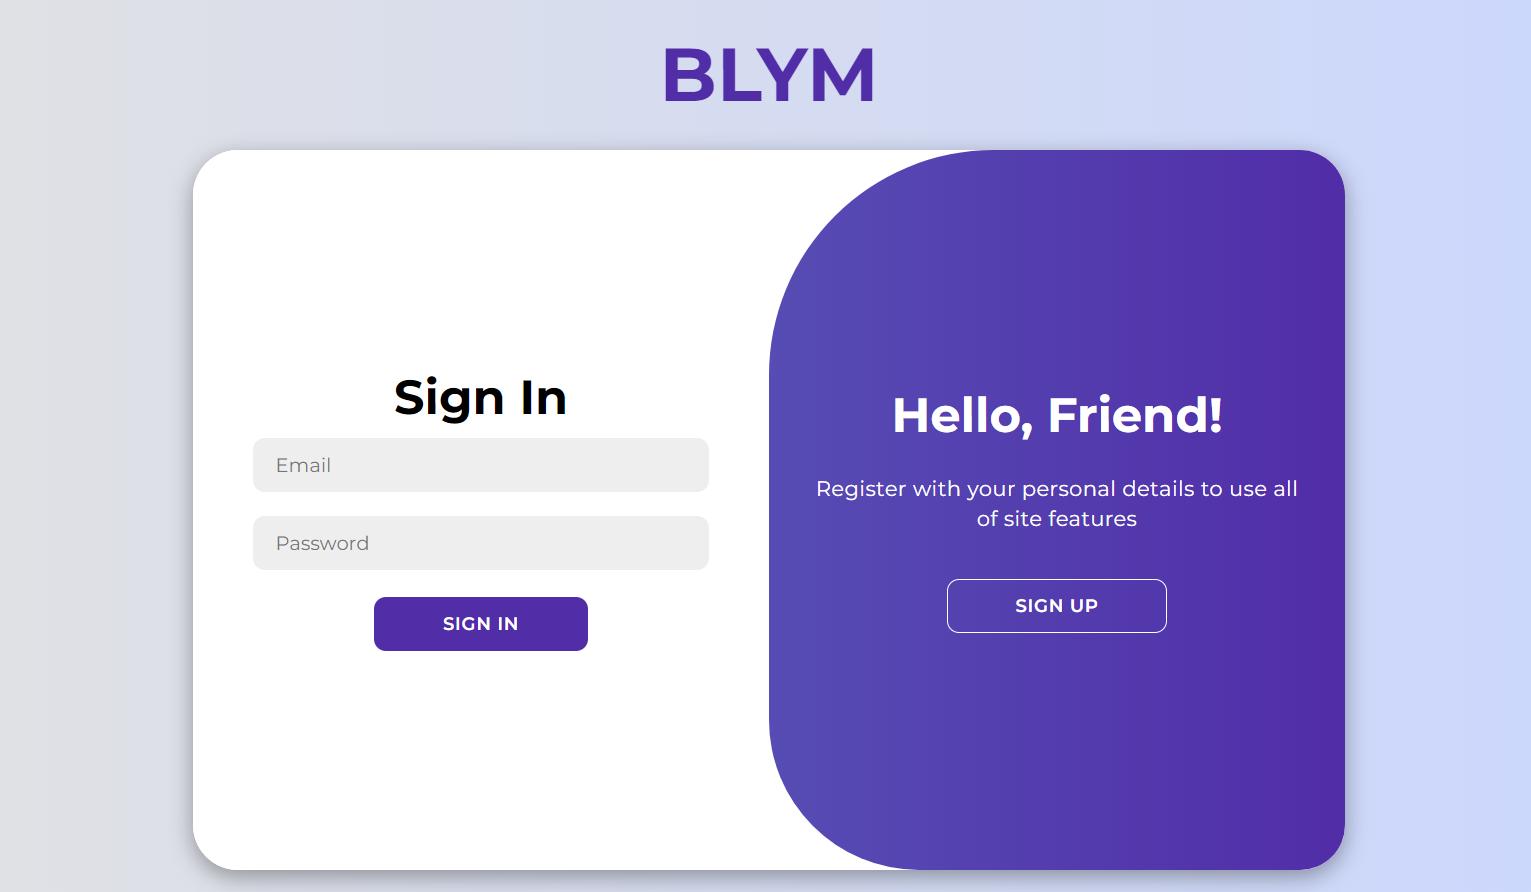 BLYM
Sign In
Email
Password
SIGN IN
Hello, Friend!
Register with your personal details to use all
of site features
SIGN UP